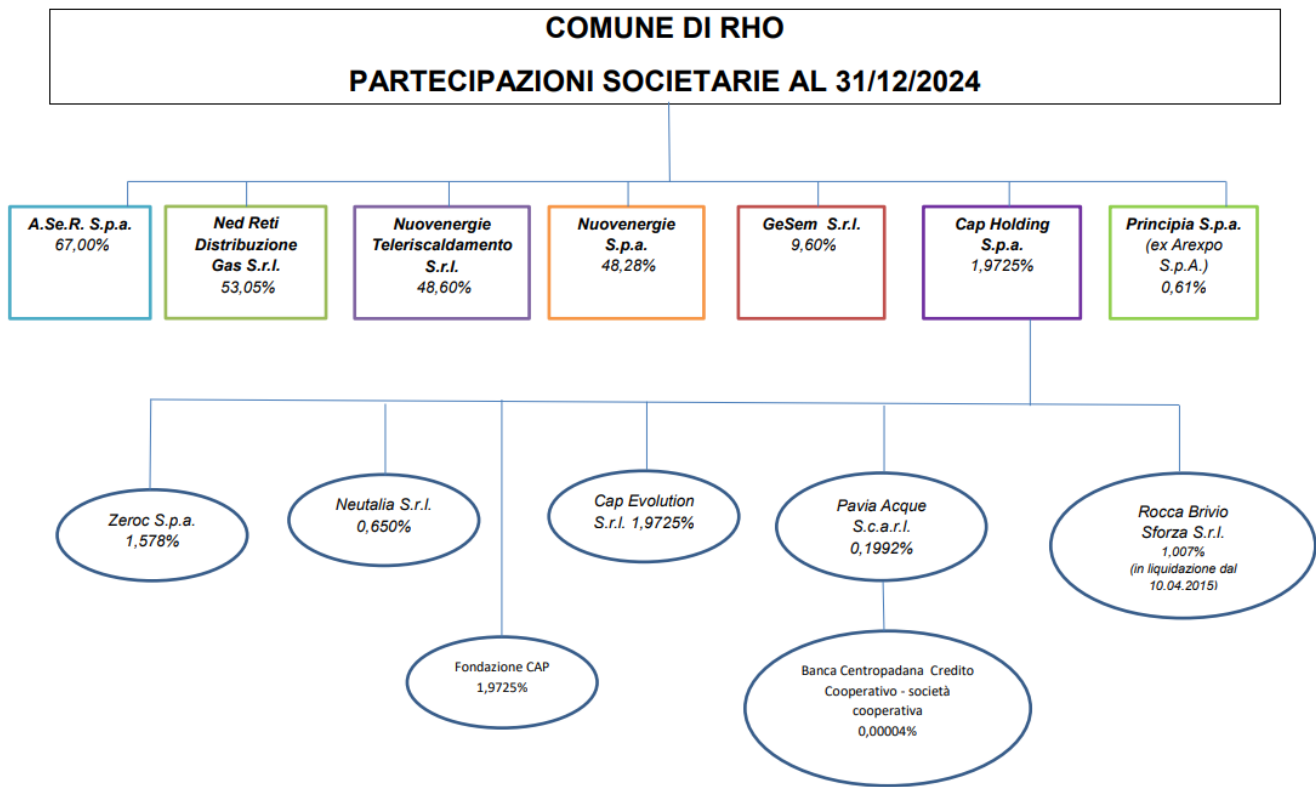 COMUNE DI RHO
PARTECIPAZIONI SOCIETARIE AL 31/12/2024
A.Se.R. S.p.a.
67,00%
Ned Reti
Distribuzione
Gas S.r.l.
53,05%
Nuovenergie
Teleriscaldamento
S.r.l.
48,60%
Nuovenergie
S.p.a.
48,28%
GeSem S.r.l.
9,60%
Cap Holding
S.p.a.
1,9725%
Principia S.p.a.
(ex Arexpo
S.p.A.)
0,61%
Zeroc S.p.a.
1,578%
Neutalia S.r.l.
0,650%
Cap Evolution
S.r.l. 1,9725%
Pavia Acque
S.c.a.r.l.
0,1992%
Rocca Brivio
Sforza S.r.l.
1,007%
(in liquidazione dal
10.04.2015)
Fondazione CAP
1,9725%
Banca Centropadana Credito
Cooperativo - società
cooperativa
0,00004%